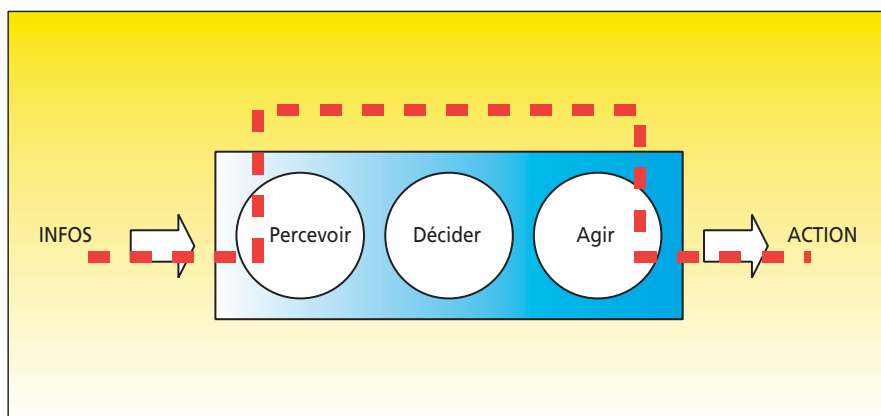 INFOS
Percevoir
Décider
Agir
ACTION